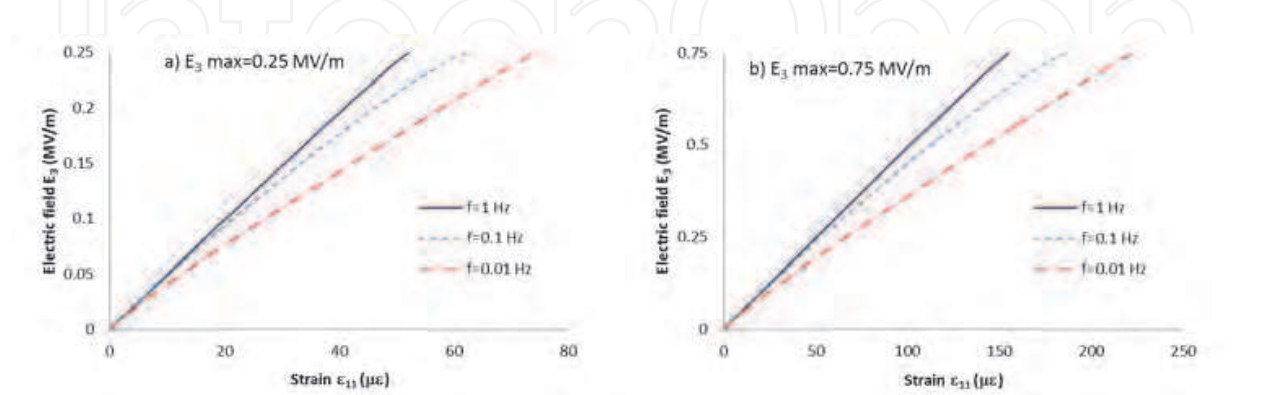 a) E₃ max=0.25 MV/m
Electric field E₃ (MV/m)
0.25
0.2
0.15
0.1
0.05
0
0 20 40 60 80
Strain ε₁₁ (µε)
f=1 Hz
f=0.1 Hz
f=0.01 Hz
b) E₃ max=0.75 MV/m
Electric field E₃ (MV/m)
0.75
0.5
0.25
0
0 50 100 150 200 250
Strain ε₁₁ (µε)
f=1 Hz
f=0.1 Hz
f=0.01 Hz